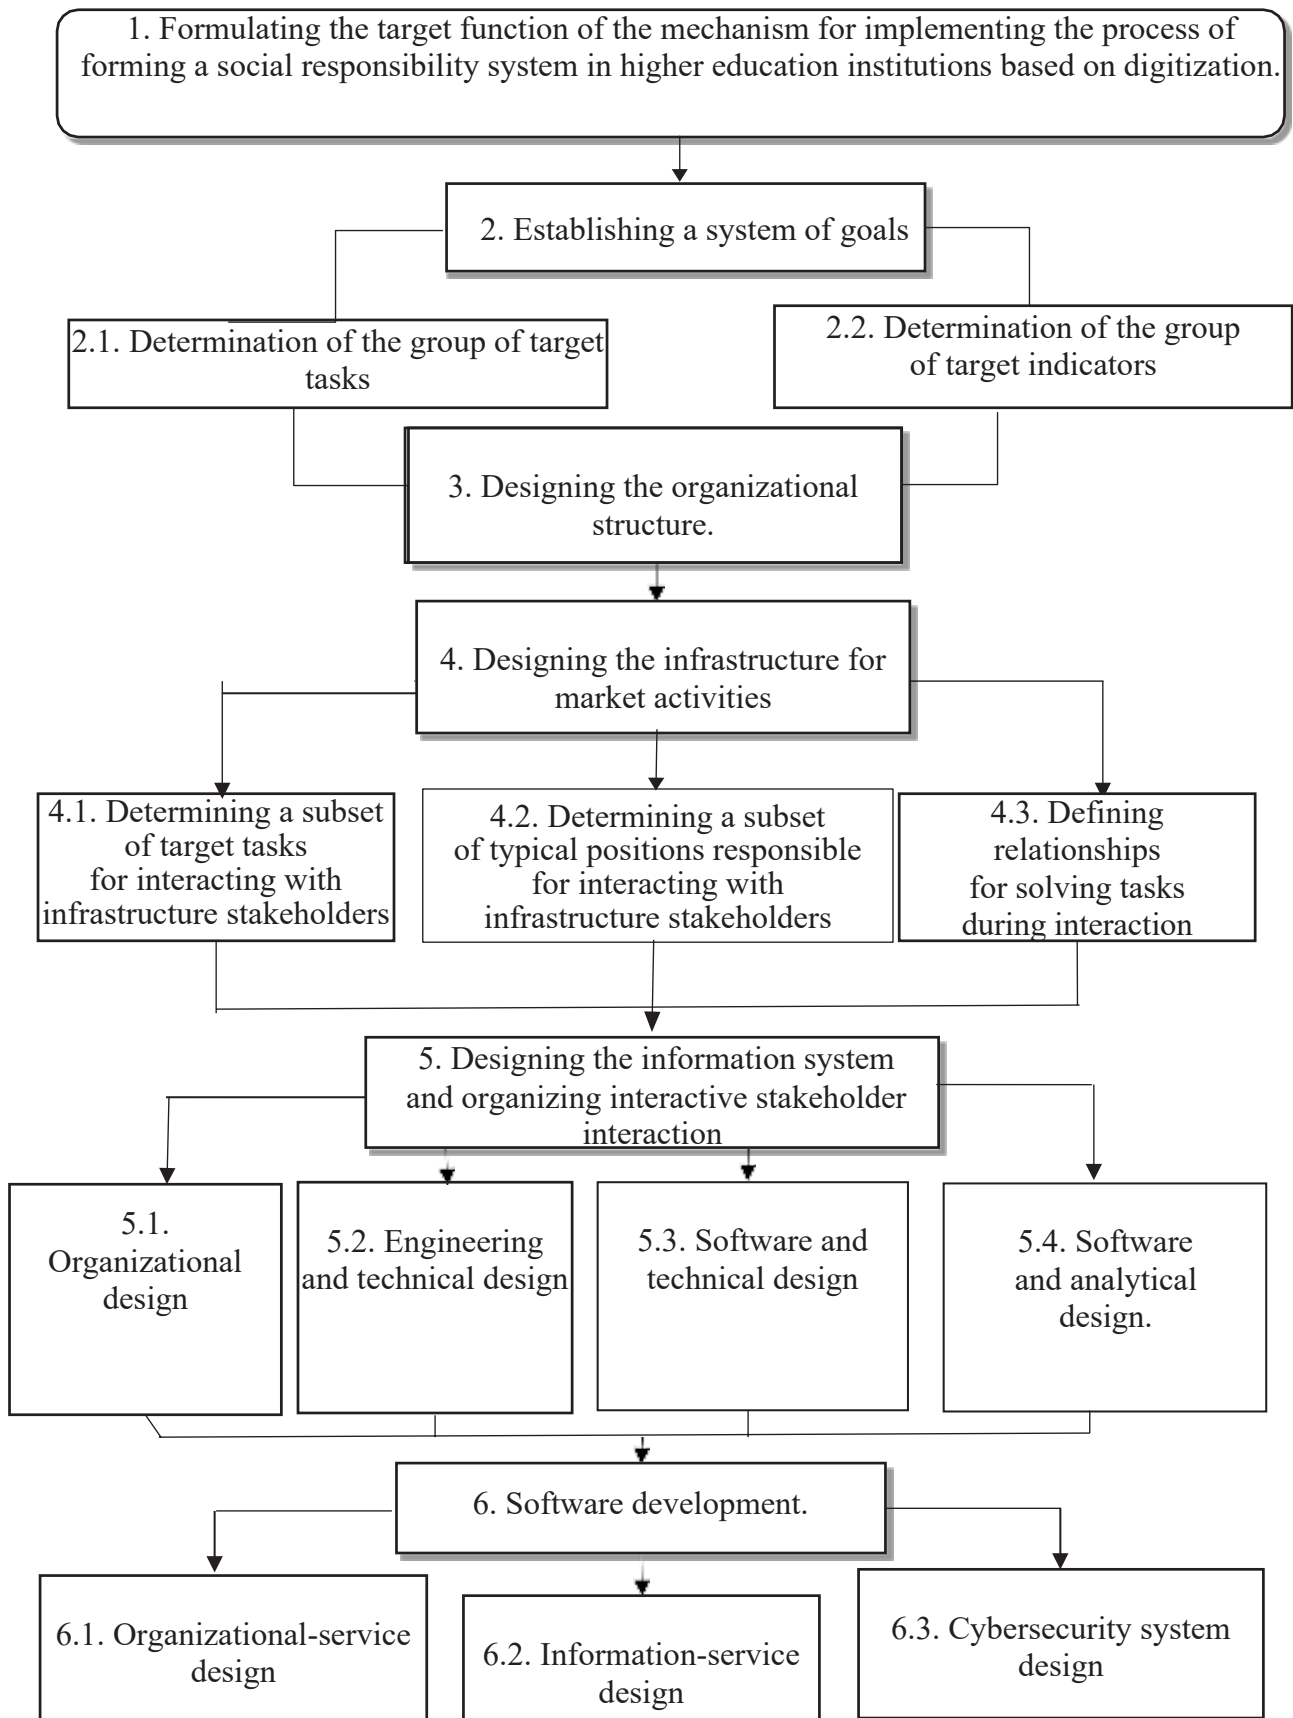 1. Formulating the target function of the mechanism for implementing the process of
forming a social responsibility system in higher education institutions based on digitization.
2. Establishing a system of goals
2.1. Determination of the group of target
tasks
2.2. Determination of the group
of target indicators
3. Designing the organizational
structure.
4. Designing the infrastructure for
market activities
4.1. Determining a subset
of target tasks
for interacting with
infrastructure stakeholders
4.2. Determining a subset
of typical positions responsible
for interacting with
infrastructure stakeholders
4.3. Defining
relationships
for solving tasks
during interaction
5. Designing the information system
and organizing interactive stakeholder
interaction
5.1.
Organizational
design
5.2. Engineering
and technical design
5.3. Software and
technical design
5.4. Software
and analytical
design.
6. Software development.
6.1. Organizational-service
design
6.2. Information-service
design
6.3. Cybersecurity system
design